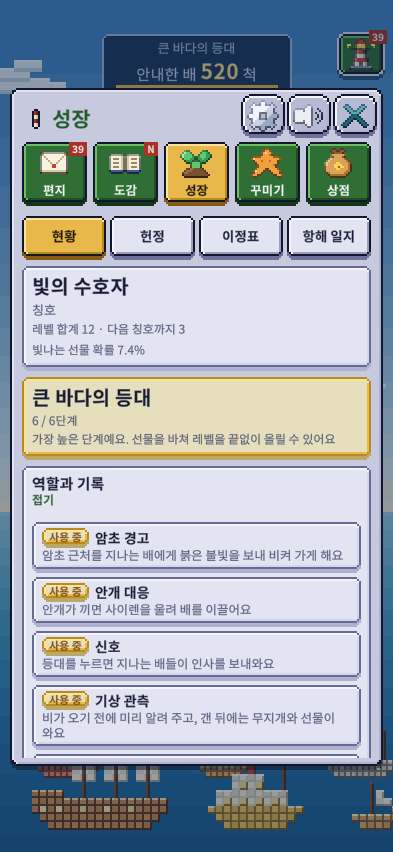 큰 바다의 등대
안내한 배 520 척
39
성장
39
편지
N
도감
성장
꾸미기
상점
현황
헌정
이정표
항해 일지
빛의 수호자
칭호
레벨 합계 12 · 다음 칭호까지 3
빛나는 선물 확률 7.4%
큰 바다의 등대
6 / 6단계
가장 높은 단계예요. 선물을 바쳐 레벨을 끝없이 올릴 수 있어요
역할과 기록
접기
사용 중 암초 경고
암초 근처를 지나는 배에게 붉은 불빛을 보내 비켜 가게 해요
사용 중 안개 대응
안개가 끼면 사이렌을 울려 배를 이끌어요
사용 중 신호
등대를 누르면 지나는 배들이 인사를 보내와요
사용 중 기상 관측
비가 오기 전에 미리 알려 주고, 갠 뒤에는 무지개와 선물이
와요